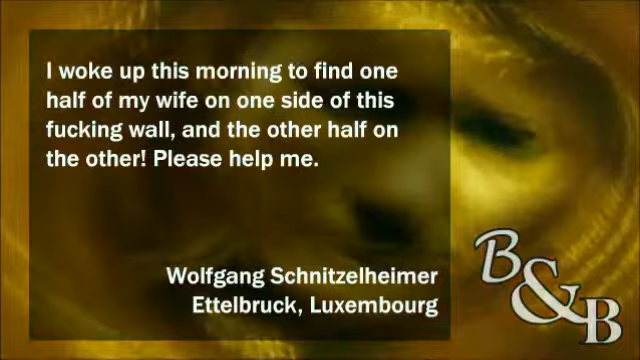 I woke up this morning to find one
half of my wife on one side of this
fucking wall, and the other half on
the other! Please help me.
Wolfgang Schnitzelheimer
Ettelbruck, Luxembourg
B&B